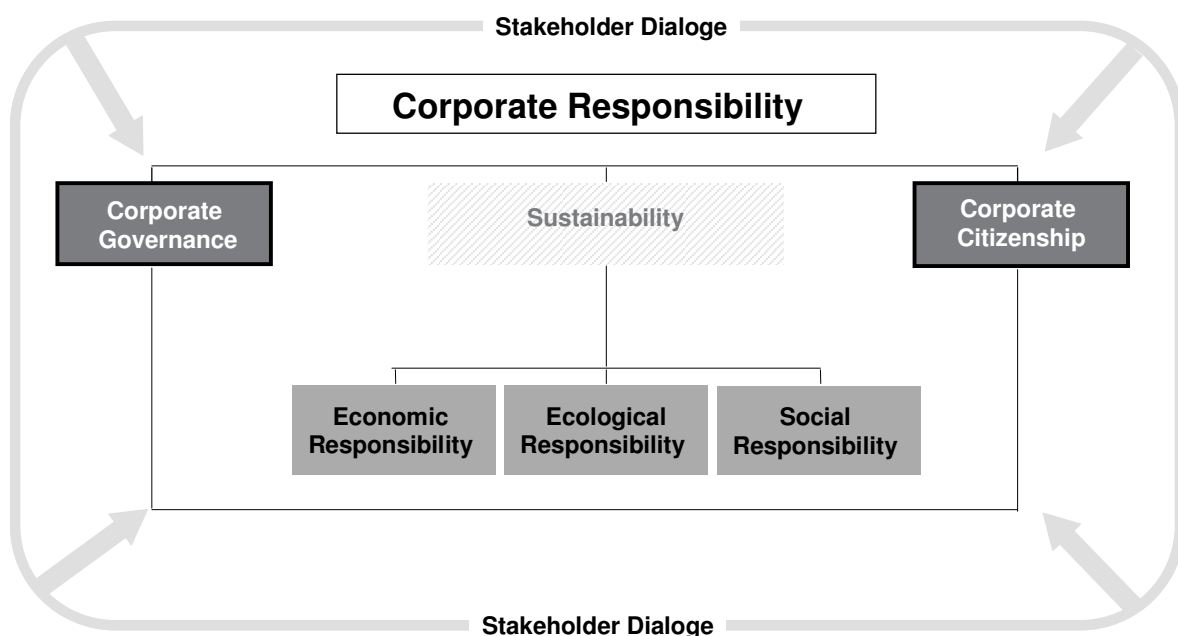 Stakeholder Dialoge
Corporate Responsibility
Corporate
Governance
Sustainability
Corporate
Citizenship
Economic
Responsibility
Ecological
Responsibility
Social
Responsibility
Stakeholder Dialoge